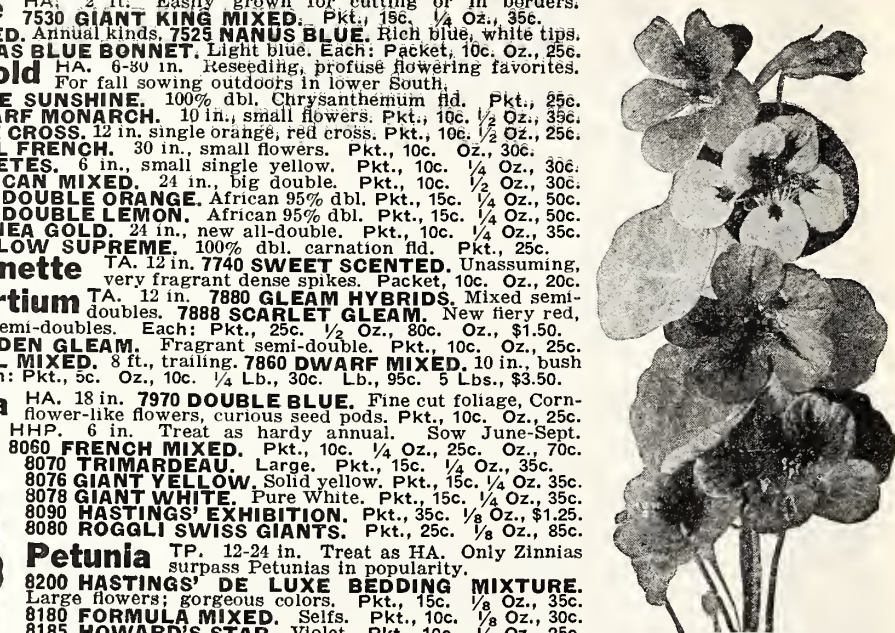 HA. 2 ft. Easily grown for cutting or in borders.
7530 GIANT KING MIXED. Pkt., 15c. ¼ Oz., 35c.
ED. Annual kinds. 7525 NANUS BLUE. Rich blue, white tips.
AS BLUE BONNET. Light blue. Each: Packet, 10c. Oz., 25c.
old HA. 6-30 in. Reseeding, profuse flowering favorites.
For fall sowing outdoors in lower South.
E SUNSHINE. 100% dbl. Chrysanthemum fld. Pkt., 25c.
ARF MONARCH. 10 in., small flowers. Pkt., 10c. ½ Oz., 35c.
CROSS. 12 in. single orange, red cross. Pkt., 10c. ½ Oz., 25c.
L FRENCH. 30 in., small flowers. Pkt., 10c. Oz., 30c.
ETES. 6 in., small single yellow. Pkt., 10c. ¼ Oz., 30c.
CAN MIXED. 24 in., big double. Pkt., 10c. ½ Oz., 30c.
DOUBLE ORANGE. African 95% dbl. Pkt., 15c. ¼ Oz., 50c.
DOUBLE LEMON. African 95% dbl. Pkt., 15c. ¼ Oz., 50c.
NEA GOLD. 24 in., new all-double. Pkt., 10c. ¼ Oz., 35c.
LOW SUPREME. 100% dbl. carnation fld. Pkt., 25c.
nette TA. 12 in. 7740 SWEET SCENTED. Unassuming,
very fragrant dense spikes. Packet, 10c. Oz., 20c.
rtium TA. 12 in. 7880 GLEAM HYBRIDS. Mixed semi-
doubles. 7888 SCARLET GLEAM. New fiery red,
emi-doubles. Each: Pkt., 25c. ½ Oz., 80c. Oz., $1.50.
DEN GLEAM. Fragrant semi-double. Pkt., 10c. Oz., 25c.
L MIXED. 8 ft., trailing. 7860 DWARF MIXED. 10 in., bush
h: Pkt., 5c. Oz., 10c. ¼ Lb., 30c. Lb., 95c. 5 Lbs., $3.50.
a HA. 18 in. 7970 DOUBLE BLUE. Fine cut foliage, Corn-
flower-like flowers, curious seed pods. Pkt., 10c. Oz., 25c.
HHP. 6 in. Treat as hardy annual. Sow June-Sept.
8060 FRENCH MIXED. Pkt., 10c. ¼ Oz., 25c. Oz., 70c.
8070 TRIMARDEAU. Large. Pkt., 15c. ¼ Oz., 35c.
8076 GIANT YELLOW. Solid yellow. Pkt., 15c. ¼ Oz. 35c.
8078 GIANT WHITE. Pure White. Pkt., 15c. ¼ Oz., 35c.
8090 HASTINGS' EXHIBITION. Pkt., 35c. ⅛ Oz., $1.25.
8080 ROGGLI SWISS GIANTS. Pkt., 25c. ⅛ Oz., 85c.
Petunia TP. 12-24 in. Treat as HA. Only Zinnias
surpass Petunias in popularity.
8200 HASTINGS' DE LUXE BEDDING MIXTURE.
Large flowers; gorgeous colors. Pkt., 15c. ⅛ Oz., 35c.
8180 FORMULA MIXED. Selfs. Pkt., 10c. ⅛ Oz., 30c.
8185 HOWARD'S STAR. Violet. Pkt., 10c. ⅛ Oz., 35c.